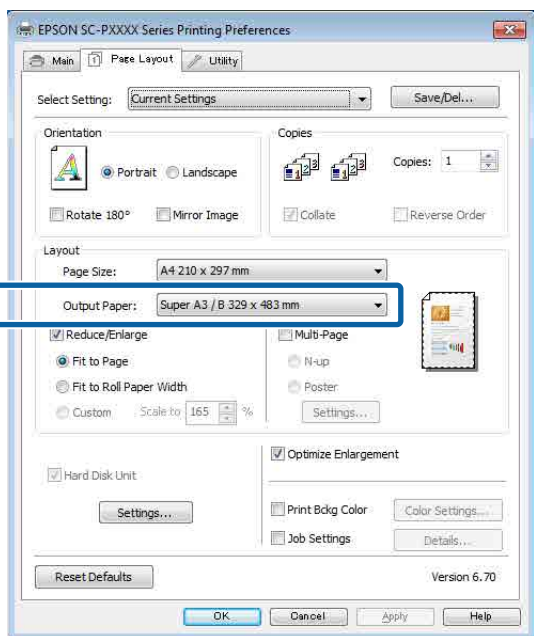 EPSON SC-PXXXX Series Printing Preferences
Main Page Layout Utility
Select Setting: Current Settings Save/Del...
Orientation Copies
Portrait Landscape Copies: 1
Rotate 180° Mirror Image Collate Reverse Order
Layout
Page Size: A4 210 x 297 mm
Output Paper: Super A3 / B 329 x 483 mm
Reduce/Enlarge Multi-Page
Fit to Page N-up
Fit to Roll Paper Width Poster
Custom Scale to 165 % Settings...
Optimize Enlargement
Hard Disk Unit
Settings... Print Bckg Color Color Settings...
Job Settings Details...
Reset Defaults Version 6.70
OK Cancel Apply Help